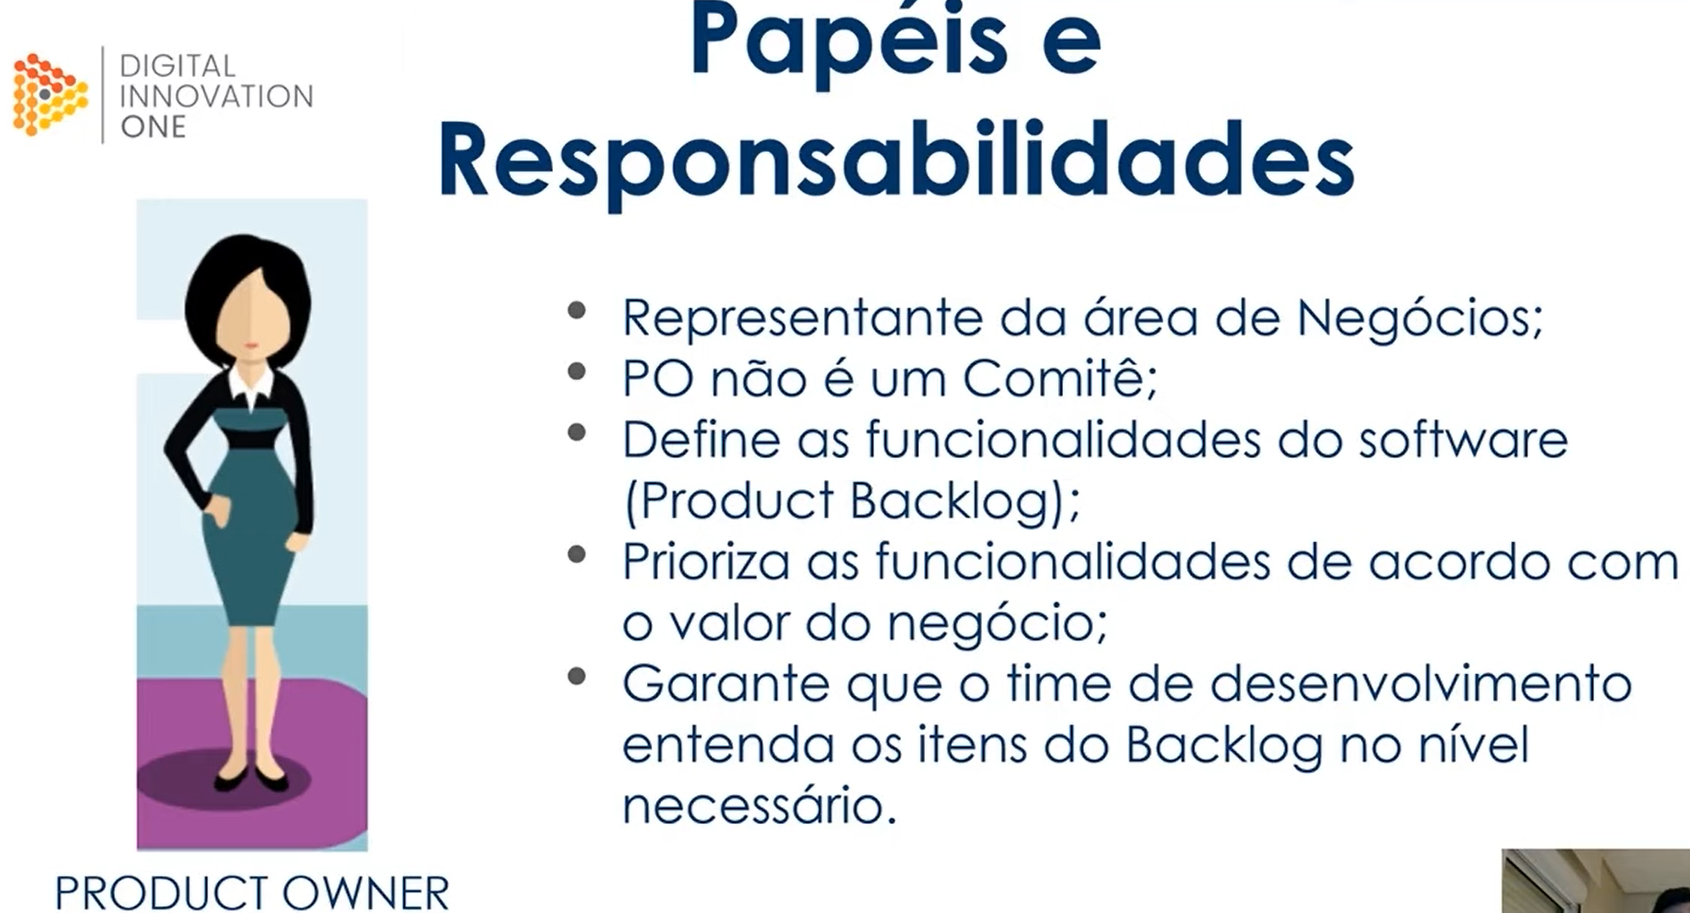 Papéis e
Responsabilidades
DIGITAL
INNOVATION
ONE
Representante da área de Negócios;
PO não é um Comitê;
Define as funcionalidades do software
(Product Backlog);
Prioriza as funcionalidades de acordo com
o valor do negócio;
Garante que o time de desenvolvimento
entenda os itens do Backlog no nível
necessário.
PRODUCT OWNER